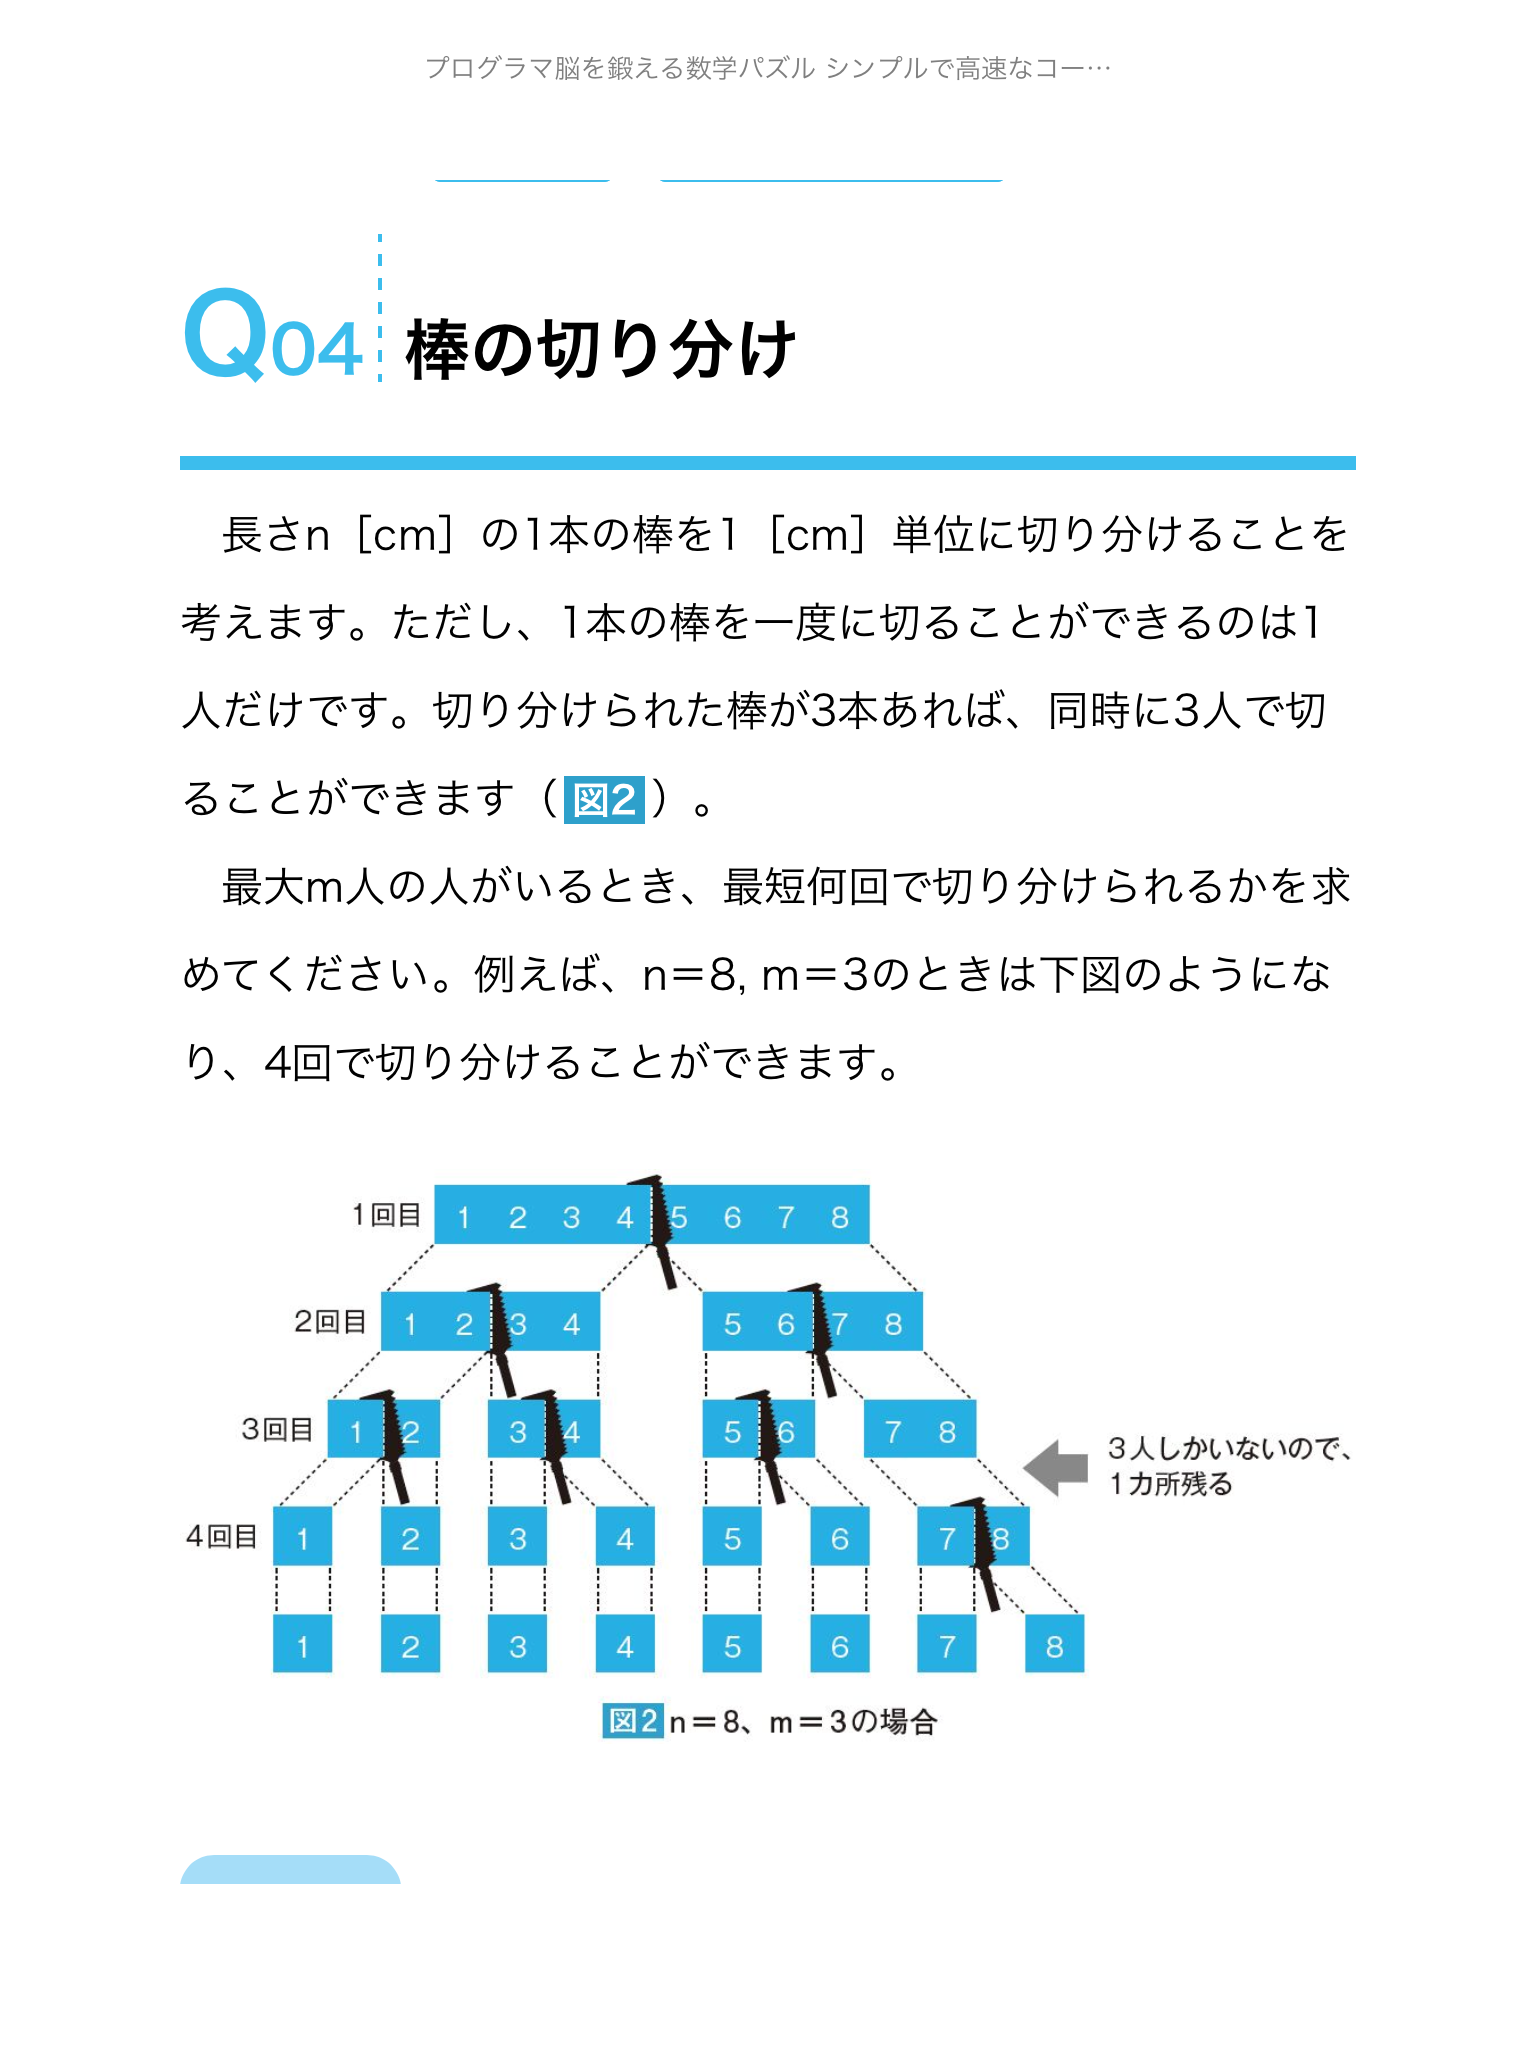 プログラマ脳を鍛える数学パズル シンプルで高速なコー…
Q04 棒の切り分け
長さn［cm］の1本の棒を1［cm］単位に切り分けることを
考えます。ただし、1本の棒を一度に切ることができるのは1
人だけです。切り分けられた棒が3本あれば、同時に3人で切
ることができます（図2）。
最大m人の人がいるとき、最短何回で切り分けられるかを求
めてください。例えば、n＝8, m＝3のときは下図のようにな
り、4回で切り分けることができます。
1回目 1 2 3 4 5 6 7 8
2回目 1 2 3 4 5 6 7 8
3回目 1 2 3 4 5 6 7 8
3人しかいないので、
1カ所残る
4回目 1 2 3 4 5 6 7 8
1 2 3 4 5 6 7 8
図2 n＝8、m＝3の場合